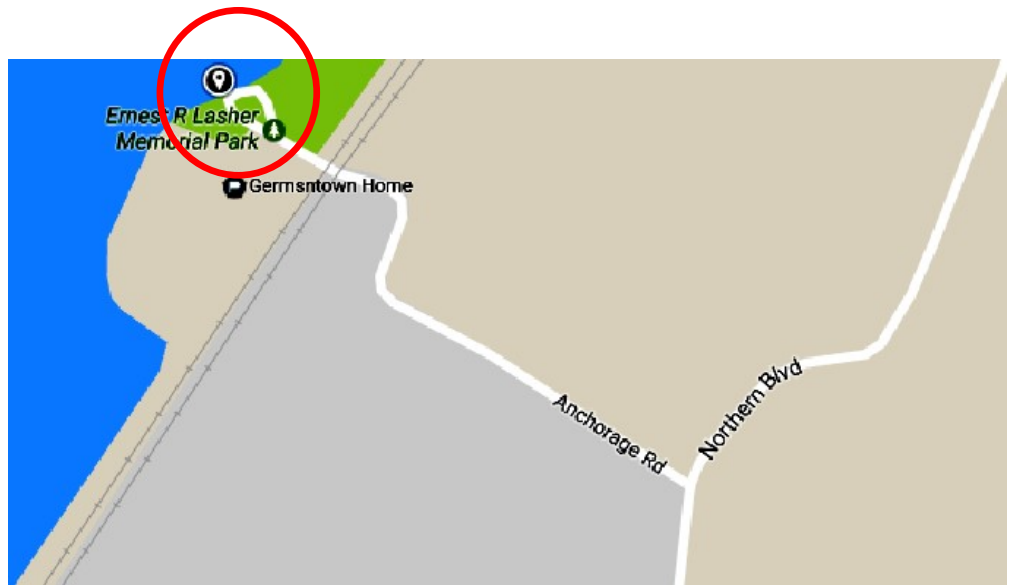 Ernest R Lasher
Memorial Park
Germsntown Home
Anchorage Rd
Northern Blvd